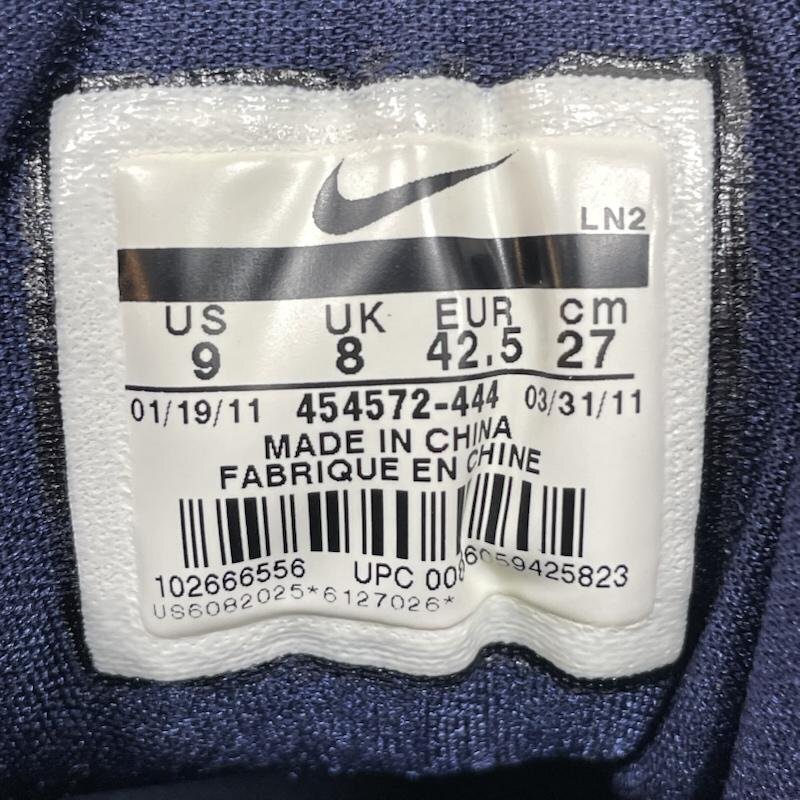 LN2
US UK EUR cm
9 8 42.5 27
01/19/11 454572-444 03/31/11
MADE IN CHINA
FABRIQUE EN CHINE
102666556 UPC 00886059425823
US6082025*6127026*